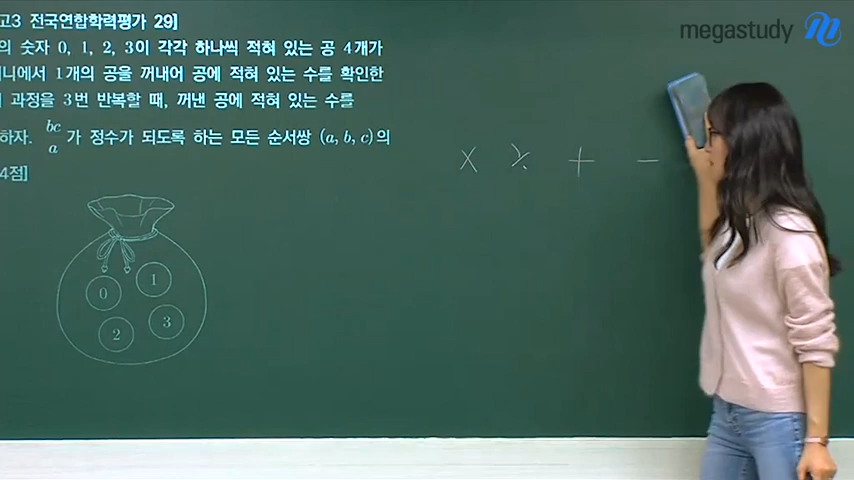 고3 전국연합학력평가 29]
의 숫자 0, 1, 2, 3이 각각 하나씩 적혀 있는 공 4개가
니에서 1개의 공을 꺼내어 공에 적혀 있는 수를 확인한
과정을 3번 반복할 때, 꺼낸 공에 적혀 있는 수를
하자. bc/a 가 정수가 되도록 하는 모든 순서쌍 (a, b, c)의
4점]
0 1
2 3
× ÷ + −
megastudy